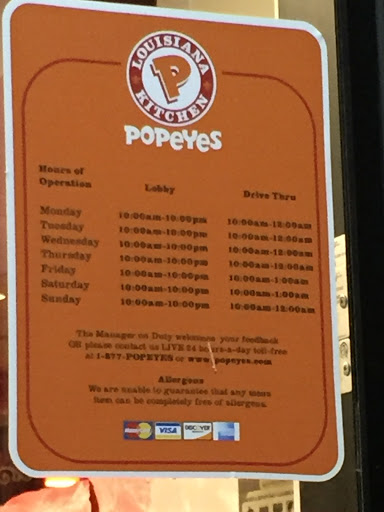 LOUISIANA
KITCHEN
POPEYES
Hours of
Operation
Lobby
Drive Thru
Monday 10:00am-10:00pm 10:00am-12:00am
Tuesday 10:00am-10:00pm 10:00am-12:00am
Wednesday 10:00am-10:00pm 10:00am-12:00am
Thursday 10:00am-10:00pm 10:00am-12:00am
Friday 10:00am-10:00pm 10:00am-1:00am
Saturday 10:00am-10:00pm 10:00am-1:00am
Sunday 10:00am-10:00pm 10:00am-12:00am
The Manager on Duty welcomes your feedback
OR please contact us LIVE 24 hours-a-day toll-free
at 1-877-POPEYES or www.popeyes.com
Allergens
We are unable to guarantee that any menu
item can be completely free of allergens.
MasterCard VISA DISCOVER